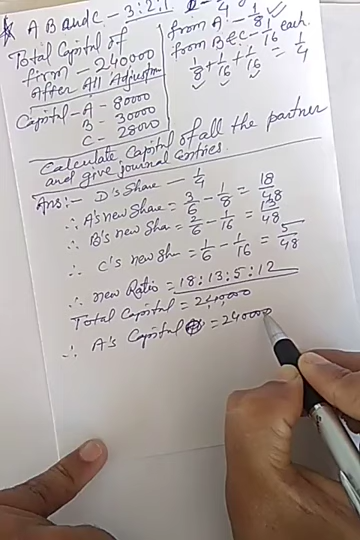 A B and C - 3:2:1 D - 1/4
from A - 1/8
from B & C - 1/16 each.
1/8 + 1/16 + 1/16 = 1/4
Total Capital of
firm - 240000
After All Adjustm
Capital - A - 80000
B - 30000
C - 28000
Calculate Capital of all the partner
and give journal entries.
Ans:- D's Share - 1/4
∴ A's new Share = 3/6 - 1/8 = 18/48
∴ B's new Sha = 2/6 - 1/16 = 13/48
∴ C's new Sha = 1/6 - 1/16 = 5/48
∴ new Ratio = 18:13:5:12
Total Capital = 240000
∴ A's Capital = 240000